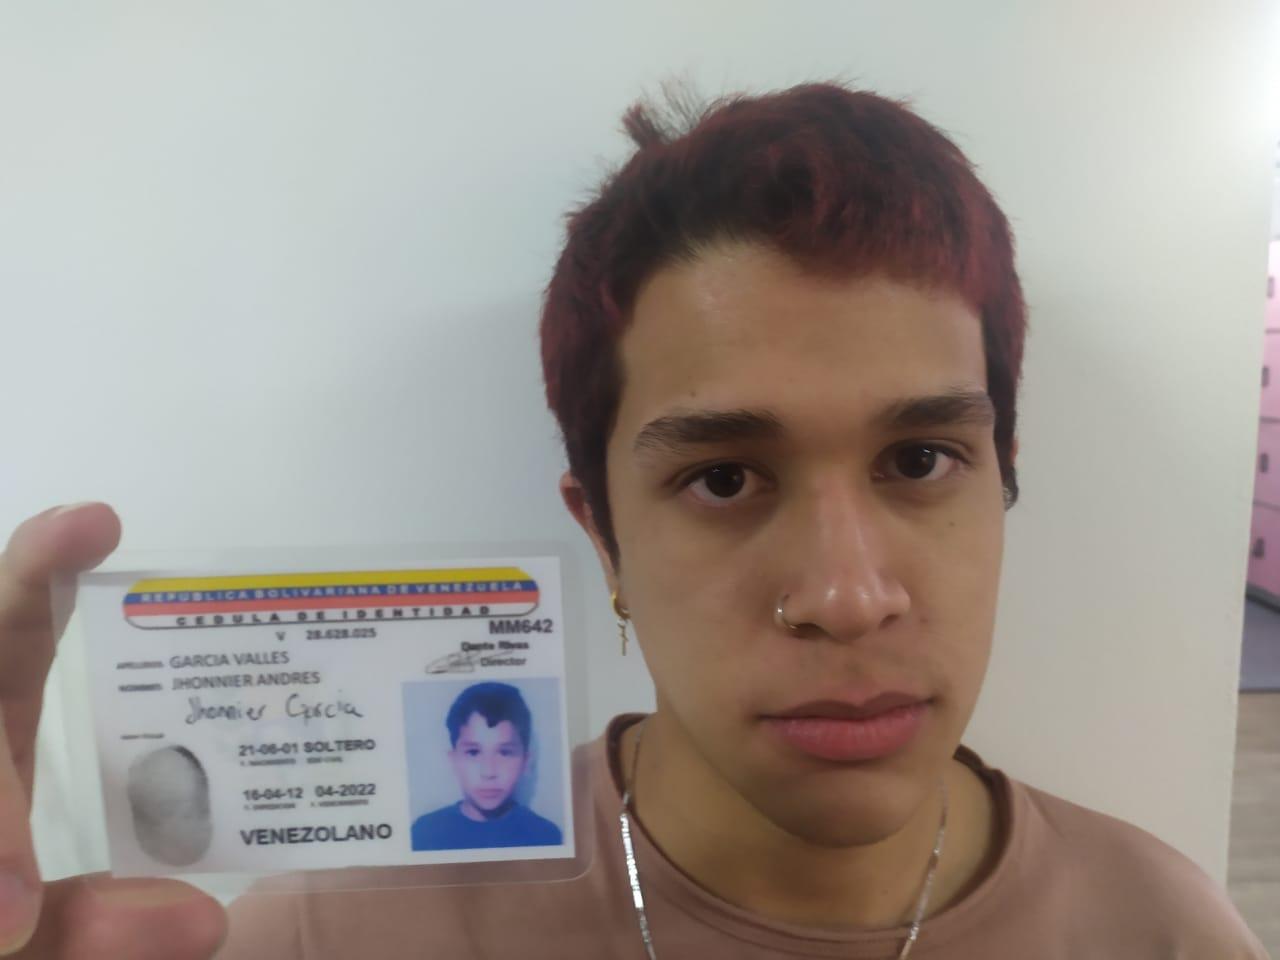 REPUBLICA BOLIVARIANA DE VENEZUELA
CEDULA DE IDENTIDAD
V 28.628.025
MM642
Dante Rivas
Director
APELLIDOS GARCIA VALLES
NOMBRES JHONNIER ANDRES
Jhonnier Garcia
21-06-01 SOLTERO
F. NACIMIENTO EDO CIVIL
16-04-12 04-2022
F. EXPEDICION F. VENCIMIENTO
VENEZOLANO